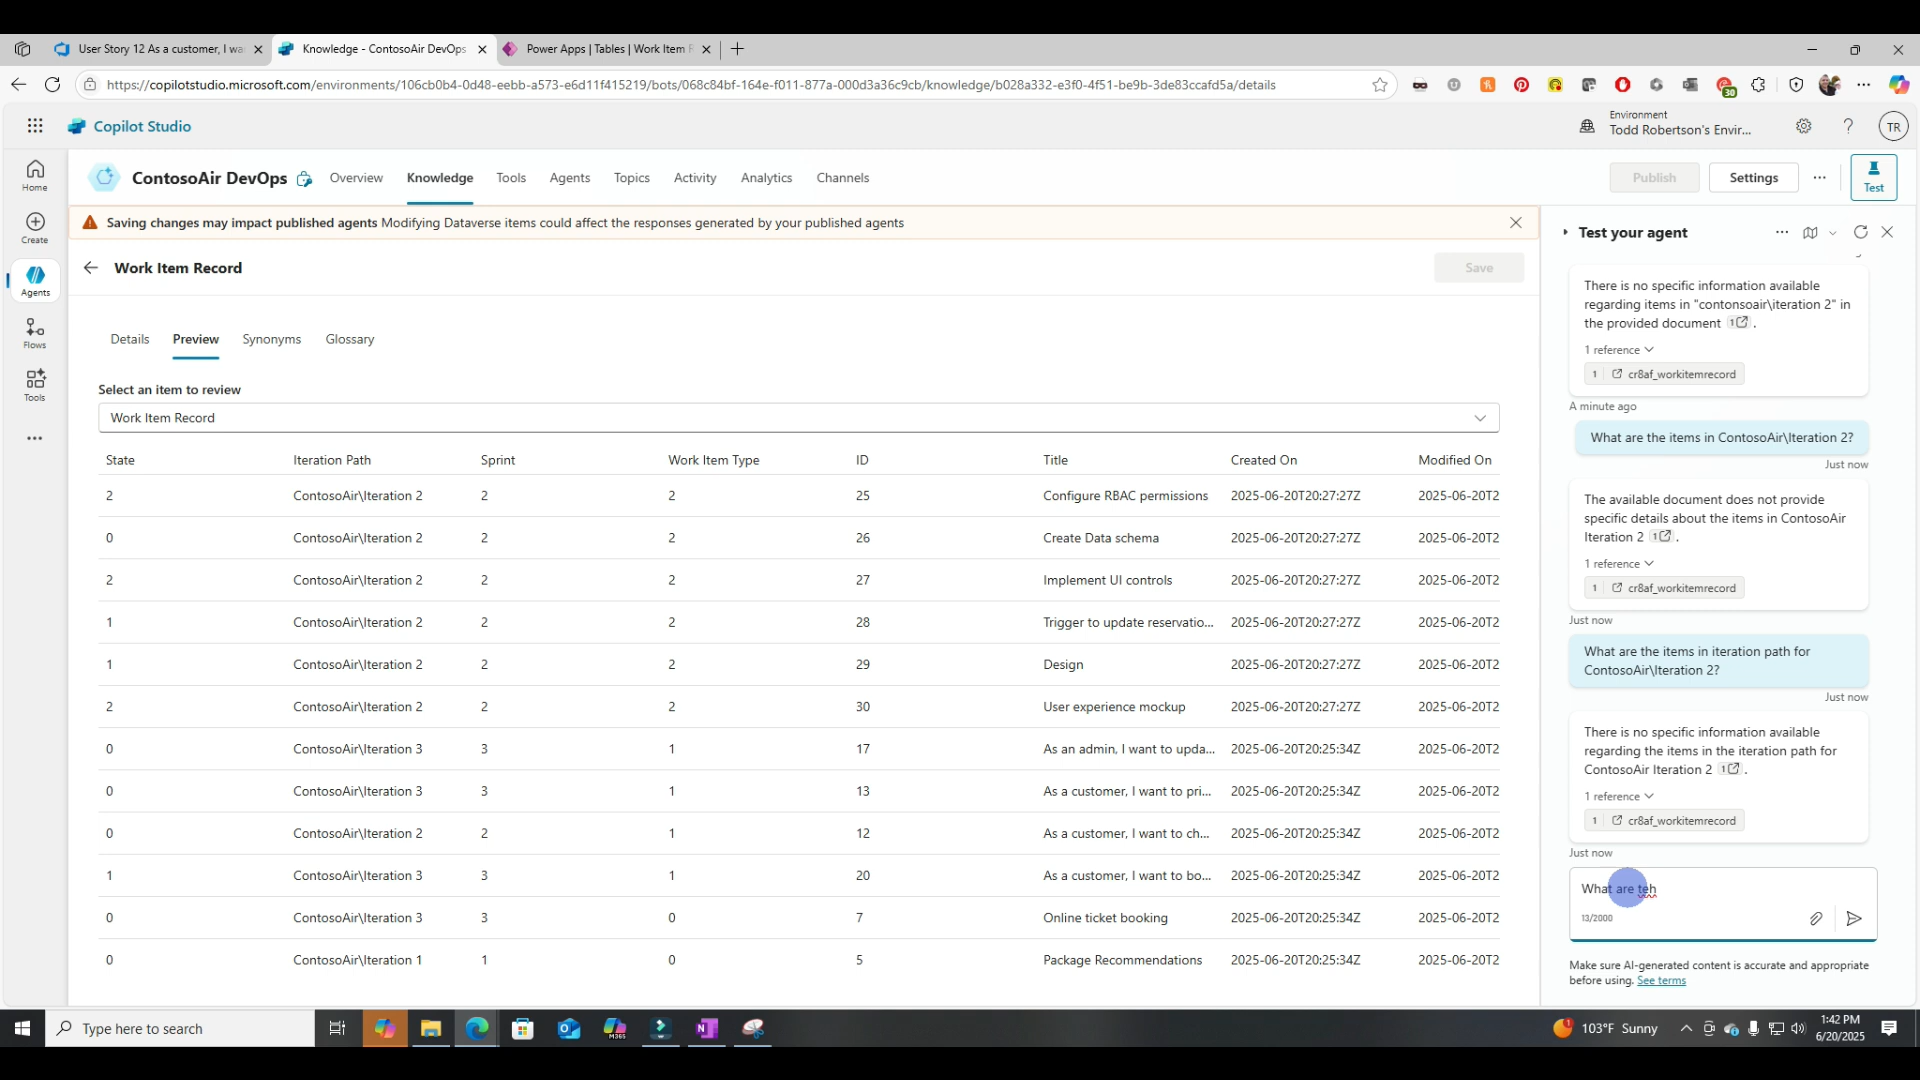 User Story 12 As a customer, I wa
Knowledge - ContosoAir DevOps
Power Apps | Tables | Work Item R
https://copilotstudio.microsoft.com/environments/106cb0b4-0d48-eebb-a573-e6d11f415219/bots/068c84bf-164e-f011-877a-000d3a36c9cb/knowledge/b028a332-e3f0-4f51-be9b-3de83ccafd5a/details
30
Copilot Studio
Environment
Todd Robertson's Envir...
TR
Home
Create
Agents
Flows
Tools
ContosoAir DevOps
Overview Knowledge Tools Agents Topics Activity Analytics Channels
Publish
Settings
Test
Saving changes may impact published agents Modifying Dataverse items could affect the responses generated by your published agents
Work Item Record
Save
Details Preview Synonyms Glossary
Select an item to review
Work Item Record
State Iteration Path Sprint Work Item Type ID Title Created On Modified On
2 ContosoAir\Iteration 2 2 2 25 Configure RBAC permissions 2025-06-20T20:27:27Z 2025-06-20T2
0 ContosoAir\Iteration 2 2 2 26 Create Data schema 2025-06-20T20:27:27Z 2025-06-20T2
2 ContosoAir\Iteration 2 2 2 27 Implement UI controls 2025-06-20T20:27:27Z 2025-06-20T2
1 ContosoAir\Iteration 2 2 2 28 Trigger to update reservatio... 2025-06-20T20:27:27Z 2025-06-20T2
1 ContosoAir\Iteration 2 2 2 29 Design 2025-06-20T20:27:27Z 2025-06-20T2
2 ContosoAir\Iteration 2 2 2 30 User experience mockup 2025-06-20T20:27:27Z 2025-06-20T2
0 ContosoAir\Iteration 3 3 1 17 As an admin, I want to upda... 2025-06-20T20:25:34Z 2025-06-20T2
0 ContosoAir\Iteration 3 3 1 13 As a customer, I want to pri... 2025-06-20T20:25:34Z 2025-06-20T2
0 ContosoAir\Iteration 2 2 1 12 As a customer, I want to ch... 2025-06-20T20:25:34Z 2025-06-20T2
1 ContosoAir\Iteration 3 3 1 20 As a customer, I want to bo... 2025-06-20T20:25:34Z 2025-06-20T2
0 ContosoAir\Iteration 3 3 0 7 Online ticket booking 2025-06-20T20:25:34Z 2025-06-20T2
0 ContosoAir\Iteration 1 1 0 5 Package Recommendations 2025-06-20T20:25:34Z 2025-06-20T2
Test your agent
There is no specific information available
regarding items in "contonsoair\iteration 2" in
the provided document 1.
1 reference
1 cr8af_workitemrecord
A minute ago
What are the items in ContosoAir\Iteration 2?
Just now
The available document does not provide
specific details about the items in ContosoAir
Iteration 2 1.
1 reference
1 cr8af_workitemrecord
Just now
What are the items in iteration path for
ContosoAir\Iteration 2?
Just now
There is no specific information available
regarding the items in the iteration path for
ContosoAir Iteration 2 1.
1 reference
1 cr8af_workitemrecord
Just now
What are teh
13/2000
Make sure AI-generated content is accurate and appropriate
before using. See terms
Type here to search
M365
103°F Sunny
1:42 PM
6/20/2025